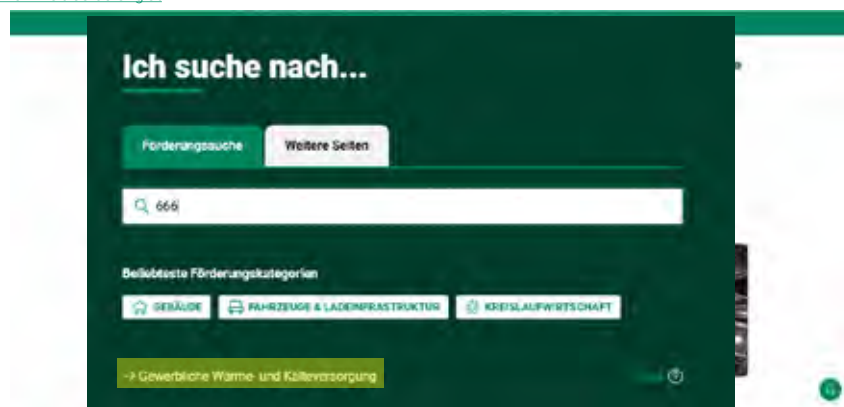 Ich suche nach...
Förderungssuche
Weitere Seiten
666
Beliebteste Förderungskategorien
GEBÄUDE
FAHRZEUGE & LADEINFRASTRUKTUR
KREISLAUFWIRTSCHAFT
-> Gewerbliche Wärme- und Kälteversorgung